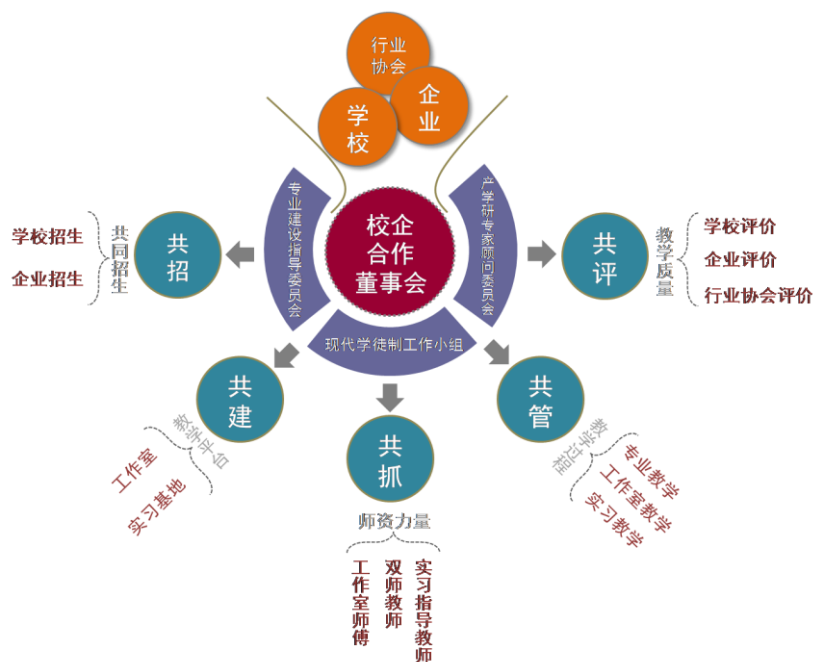 行业
协会
企
业
学
校
专业建设指导委员会
校企
合作
董事会
产学研专家顾问委员会
现代学徒制工作小组
共
招
共同招生
学校招生
企业招生
共
建
教学平台
工作室
实习基地
共
抓
师资力量
工作室师傅
双师教师
实习指导教师
共
管
教学过程
专业教学
工作室教学
实习教学
共
评
教学质量
学校评价
企业评价
行业协会评价